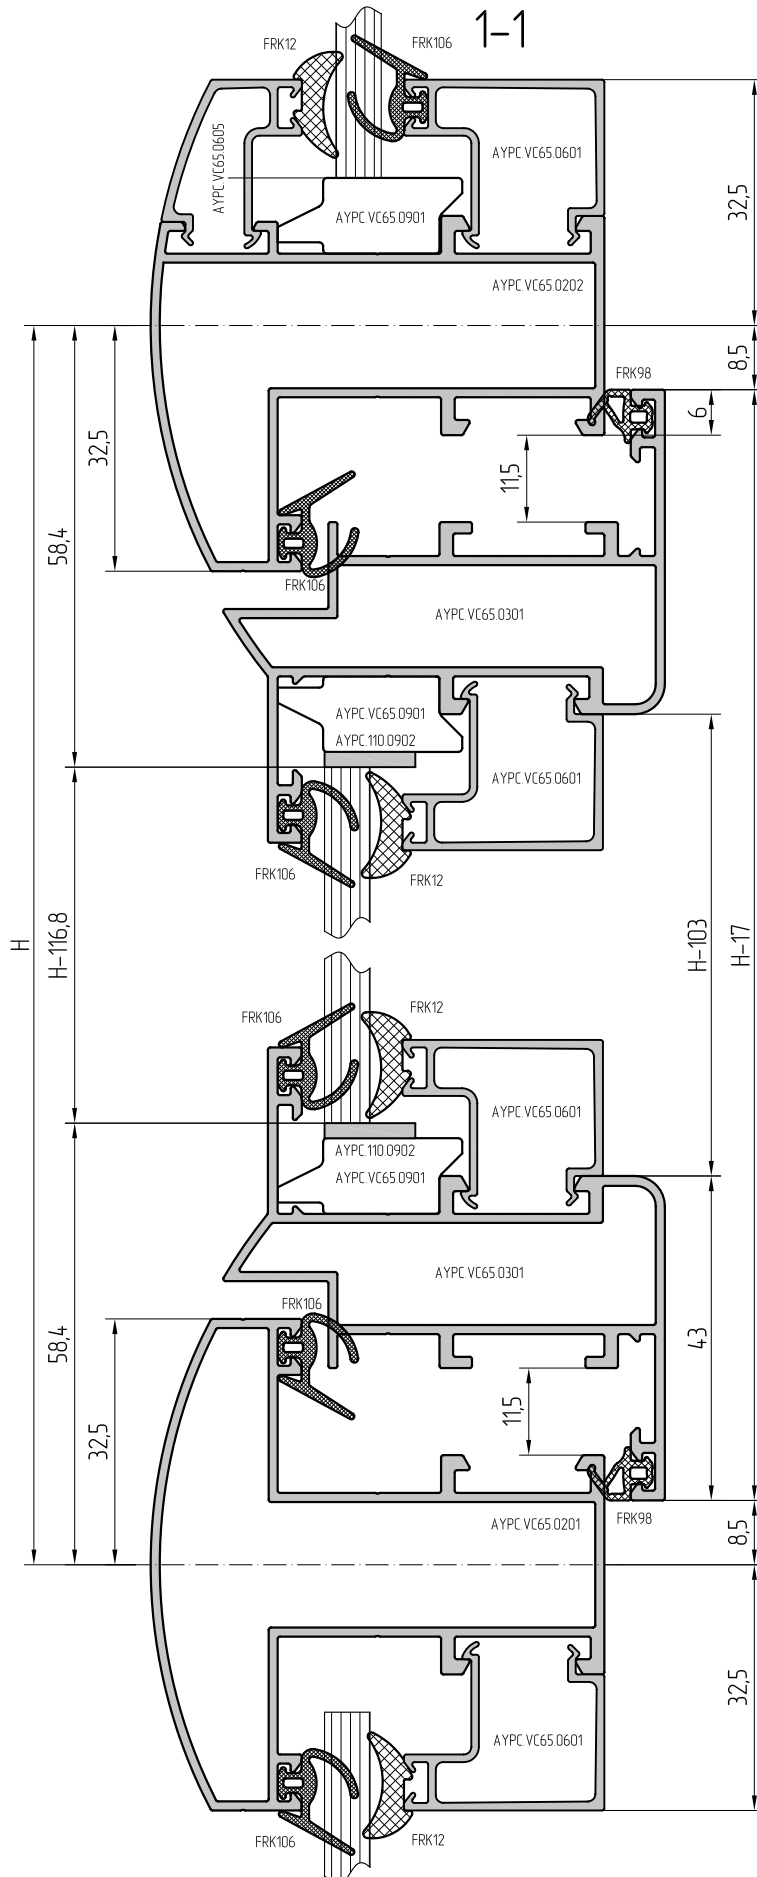 1-1
FRK12
FRK106
AYPC.VC65.0605
AYPC.VC65.0601
AYPC.VC65.0901
32,5
AYPC.VC65.0202
8,5
FRK98
6
32,5
11,5
58,4
FRK106
AYPC.VC65.0301
AYPC.VC65.0901
AYPC.110.0902
AYPC.VC65.0601
FRK106
FRK12
H
H-116,8
H-103
H-17
FRK106
FRK12
AYPC.VC65.0601
AYPC.110.0902
AYPC.VC65.0901
AYPC.VC65.0301
FRK106
58,4
43
32,5
11,5
AYPC.VC65.0201
FRK98
8,5
32,5
AYPC.VC65.0601
FRK106
FRK12